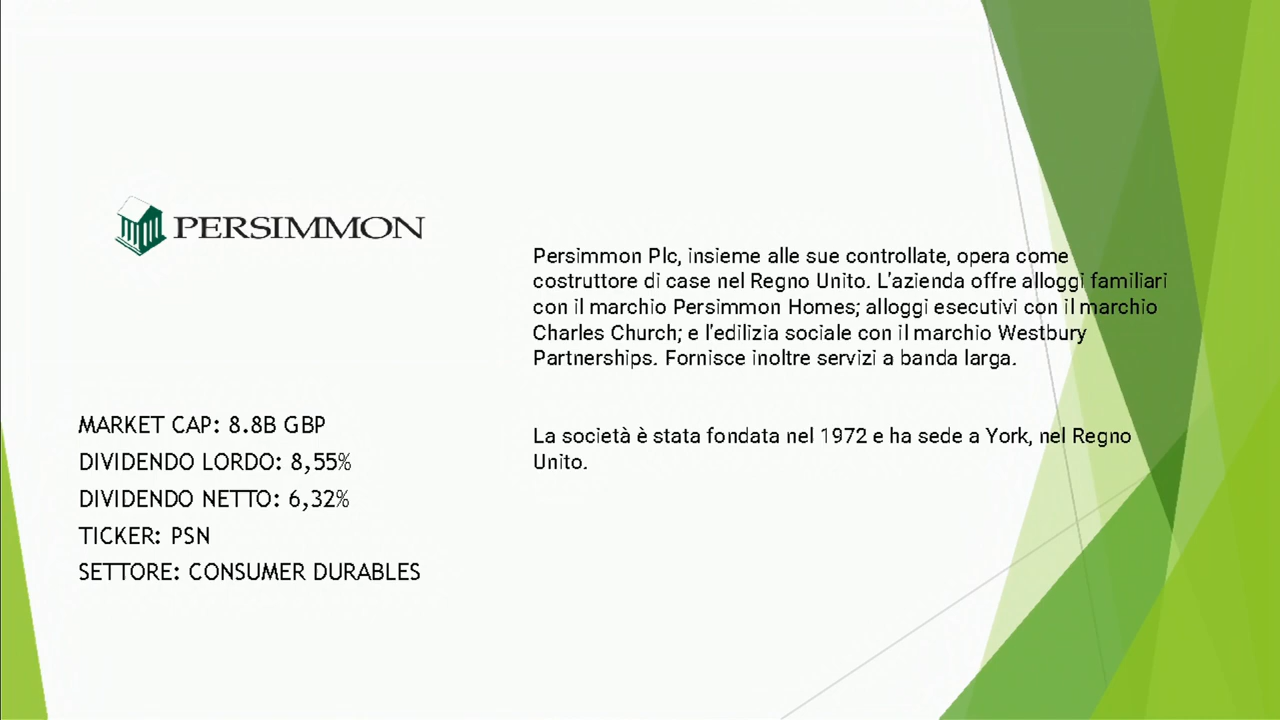 PERSIMMON
Persimmon Plc, insieme alle sue controllate, opera come
costruttore di case nel Regno Unito. L'azienda offre alloggi familiari
con il marchio Persimmon Homes; alloggi esecutivi con il marchio
Charles Church; e l'edilizia sociale con il marchio Westbury
Partnerships. Fornisce inoltre servizi a banda larga.
La società è stata fondata nel 1972 e ha sede a York, nel Regno
Unito.
MARKET CAP: 8.8B GBP
DIVIDENDO LORDO: 8,55%
DIVIDENDO NETTO: 6,32%
TICKER: PSN
SETTORE: CONSUMER DURABLES